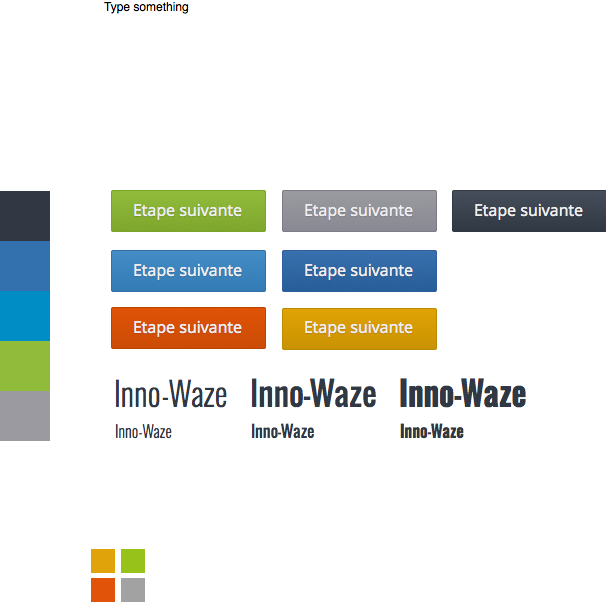 Type something
Etape suivante Etape suivante Etape suivante
Etape suivante Etape suivante
Etape suivante Etape suivante
Inno-Waze Inno-Waze Inno-Waze
Inno-Waze Inno-Waze Inno-Waze